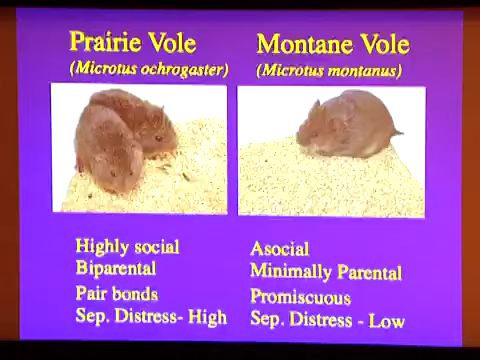 Prairie Vole
(Microtus ochrogaster)
Highly social
Biparental
Pair bonds
Sep. Distress- High
Montane Vole
(Microtus montanus)
Asocial
Minimally Parental
Promiscuous
Sep. Distress - Low